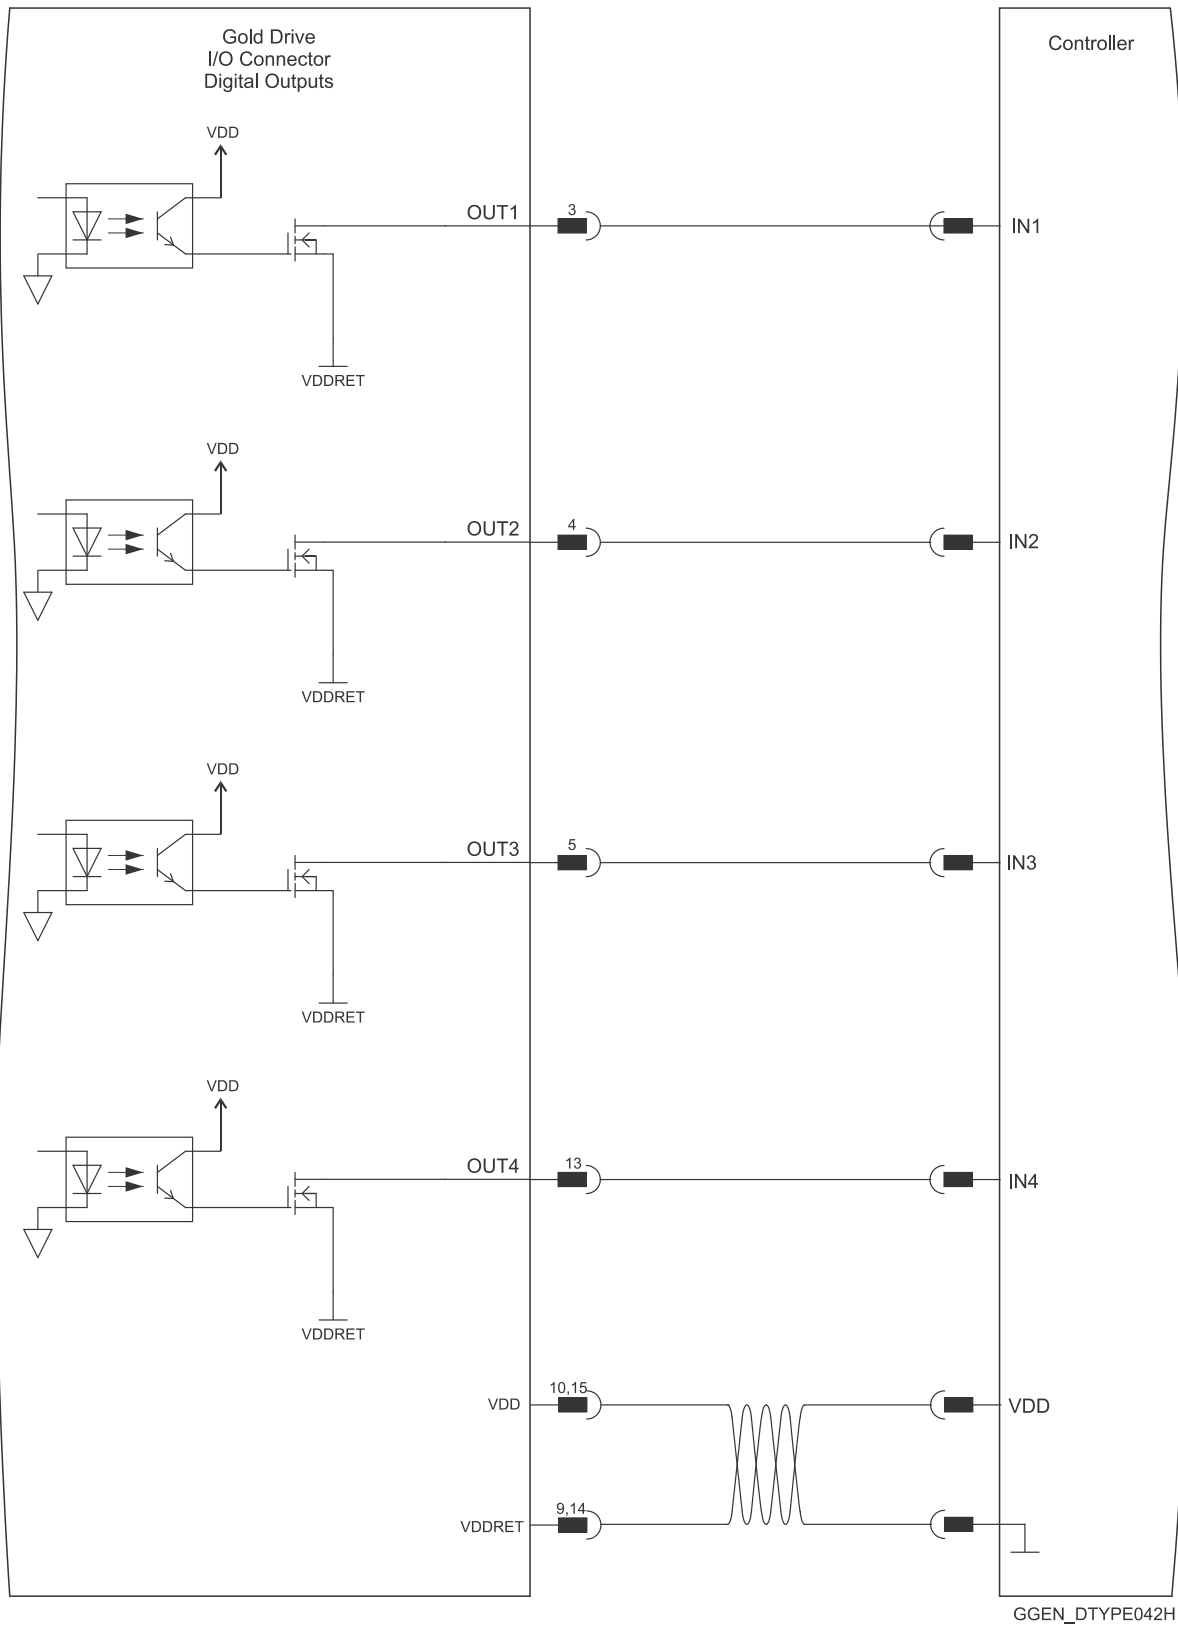 Gold Drive
I/O Connector
Digital Outputs
Controller
VDD
OUT1
3
IN1
VDDRET
VDD
OUT2
4
IN2
VDDRET
VDD
OUT3
5
IN3
VDDRET
VDD
OUT4
13
IN4
VDDRET
VDD
10,15
VDD
VDDRET
9,14
GGEN_DTYPE042H